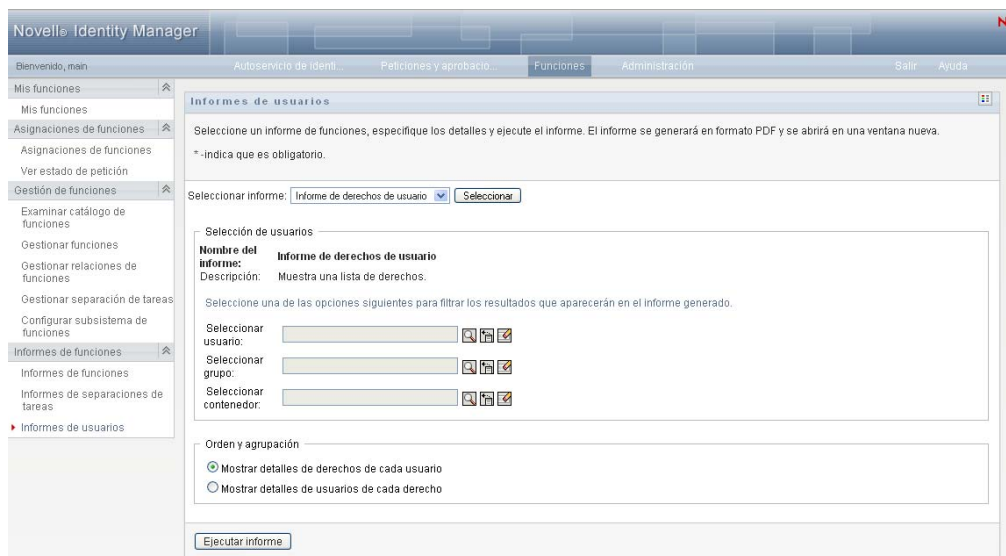 Novell® Identity Manager
N
Bienvenido, main
Autoservicio de Identi...
Peticiones y aprobacio...
Funciones
Administración
Salir
Ayuda
Mis funciones
Mis funciones
Asignaciones de funciones
Asignaciones de funciones
Ver estado de petición
Gestión de funciones
Examinar catálogo de
funciones
Gestionar funciones
Gestionar relaciones de
funciones
Gestionar separación de tareas
Configurar subsistema de
funciones
Informes de funciones
Informes de funciones
Informes de separaciones de
tareas
Informes de usuarios
Informes de usuarios
Seleccione un informe de funciones, especifique los detalles y ejecute el informe. El informe se generará en formato PDF y se abrirá en una ventana nueva.
* -indica que es obligatorio.
Seleccionar informe: Informe de derechos de usuario Seleccionar
Selección de usuarios
Nombre del
informe: Informe de derechos de usuario
Descripción: Muestra una lista de derechos.
Seleccione una de las opciones siguientes para filtrar los resultados que aparecerán en el informe generado.
Seleccionar
usuario:
Seleccionar
grupo:
Seleccionar
contenedor:
Orden y agrupación
Mostrar detalles de derechos de cada usuario
Mostrar detalles de usuarios de cada derecho
Ejecutar informe